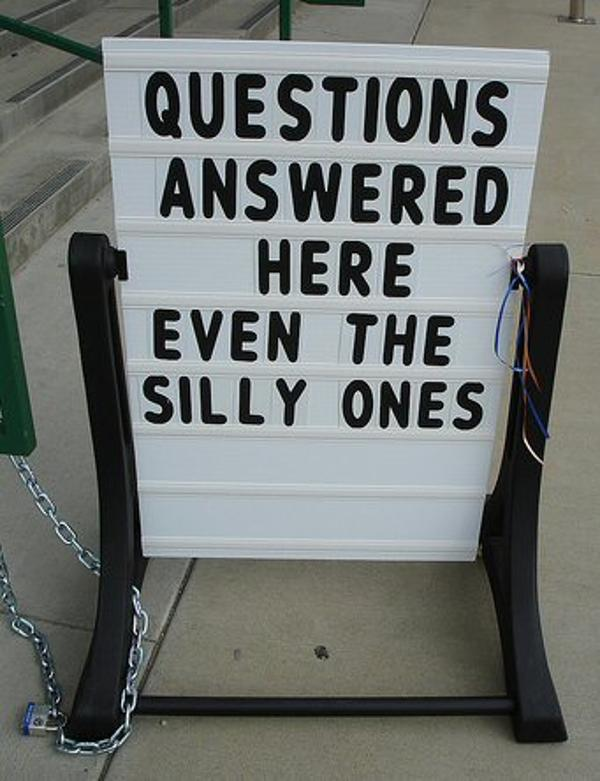 QUESTIONS
ANSWERED
HERE
EVEN THE
SILLY ONES